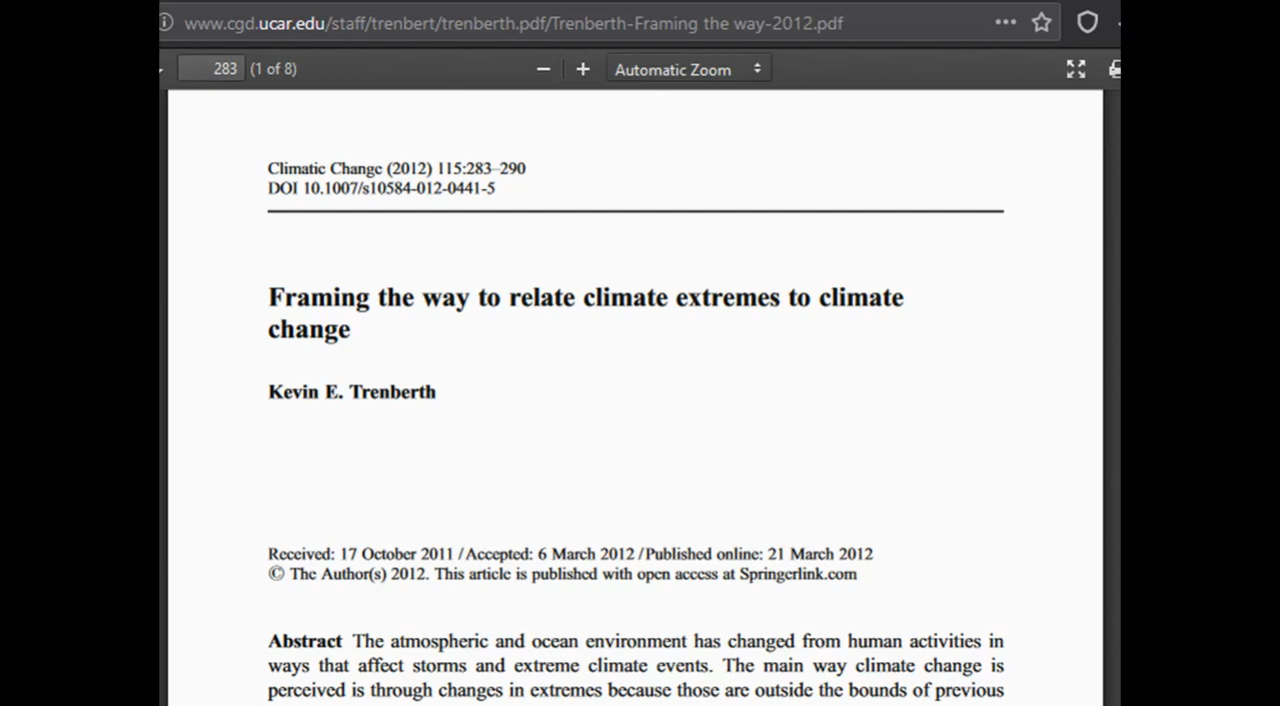 www.cgd.ucar.edu/staff/trenbert/trenberth.pdf/Trenberth-Framing the way-2012.pdf
283 (1 of 8)
Automatic Zoom
Climatic Change (2012) 115:283–290
DOI 10.1007/s10584-012-0441-5
Framing the way to relate climate extremes to climate
change
Kevin E. Trenberth
Received: 17 October 2011 / Accepted: 6 March 2012 / Published online: 21 March 2012
© The Author(s) 2012. This article is published with open access at Springerlink.com
Abstract The atmospheric and ocean environment has changed from human activities in
ways that affect storms and extreme climate events. The main way climate change is
perceived is through changes in extremes because those are outside the bounds of previous